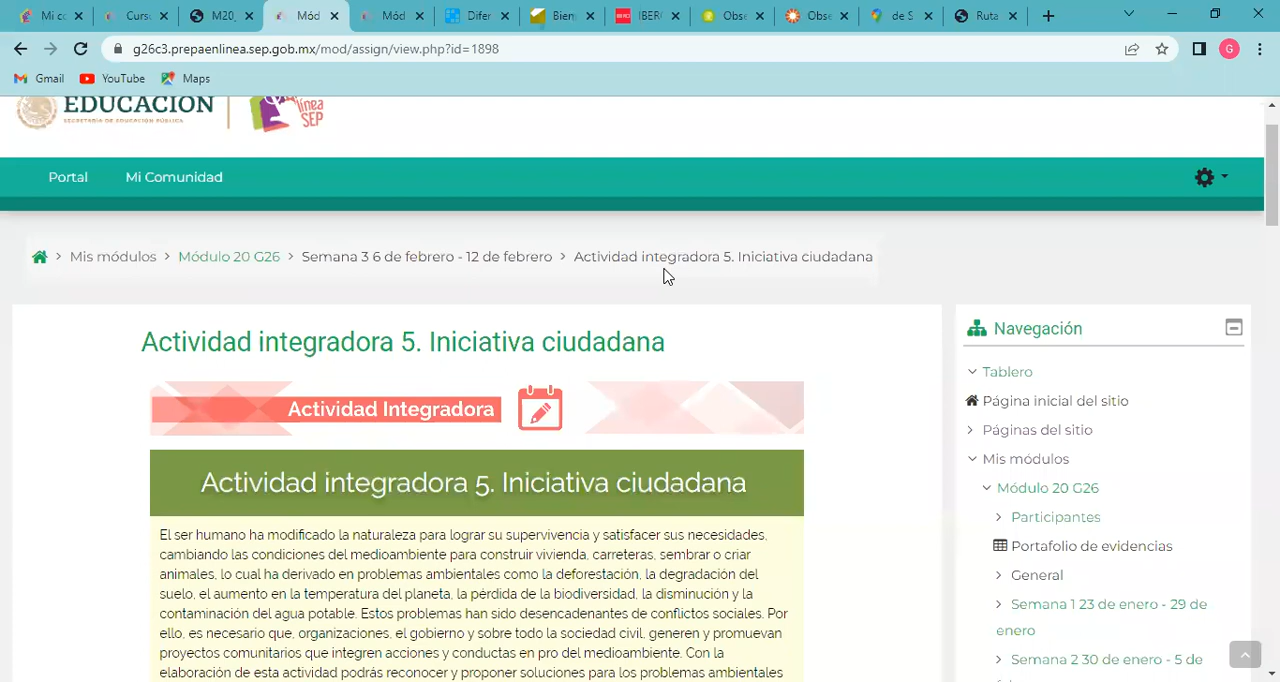 Mi co
Curso
M20_
Mód
Mód
Difer
Bien
IBERO
Obse
Obse
de S
Ruta
g26c3.prepaenlinea.sep.gob.mx/mod/assign/view.php?id=1898
G
Gmail
YouTube
Maps
EDUCACIÓN
SECRETARÍA DE EDUCACIÓN PÚBLICA
línea
SEP
Portal
Mi Comunidad
> Mis módulos > Módulo 20 G26 > Semana 3 6 de febrero - 12 de febrero > Actividad integradora 5. Iniciativa ciudadana
Actividad integradora 5. Iniciativa ciudadana
Actividad Integradora
Actividad integradora 5. Iniciativa ciudadana
El ser humano ha modificado la naturaleza para lograr su supervivencia y satisfacer sus necesidades,
cambiando las condiciones del medioambiente para construir vivienda, carreteras, sembrar o criar
animales, lo cual ha derivado en problemas ambientales como la deforestación, la degradación del
suelo, el aumento en la temperatura del planeta, la pérdida de la biodiversidad, la disminución y la
contaminación del agua potable. Estos problemas han sido desencadenantes de conflictos sociales. Por
ello, es necesario que, organizaciones, el gobierno y sobre todo la sociedad civil, generen y promuevan
proyectos comunitarios que integren acciones y conductas en pro del medioambiente. Con la
elaboración de esta actividad podrás reconocer y proponer soluciones para los problemas ambientales
Navegación
Tablero
Página inicial del sitio
Páginas del sitio
Mis módulos
Módulo 20 G26
Participantes
Portafolio de evidencias
General
Semana 1 23 de enero - 29 de
enero
Semana 2 30 de enero - 5 de